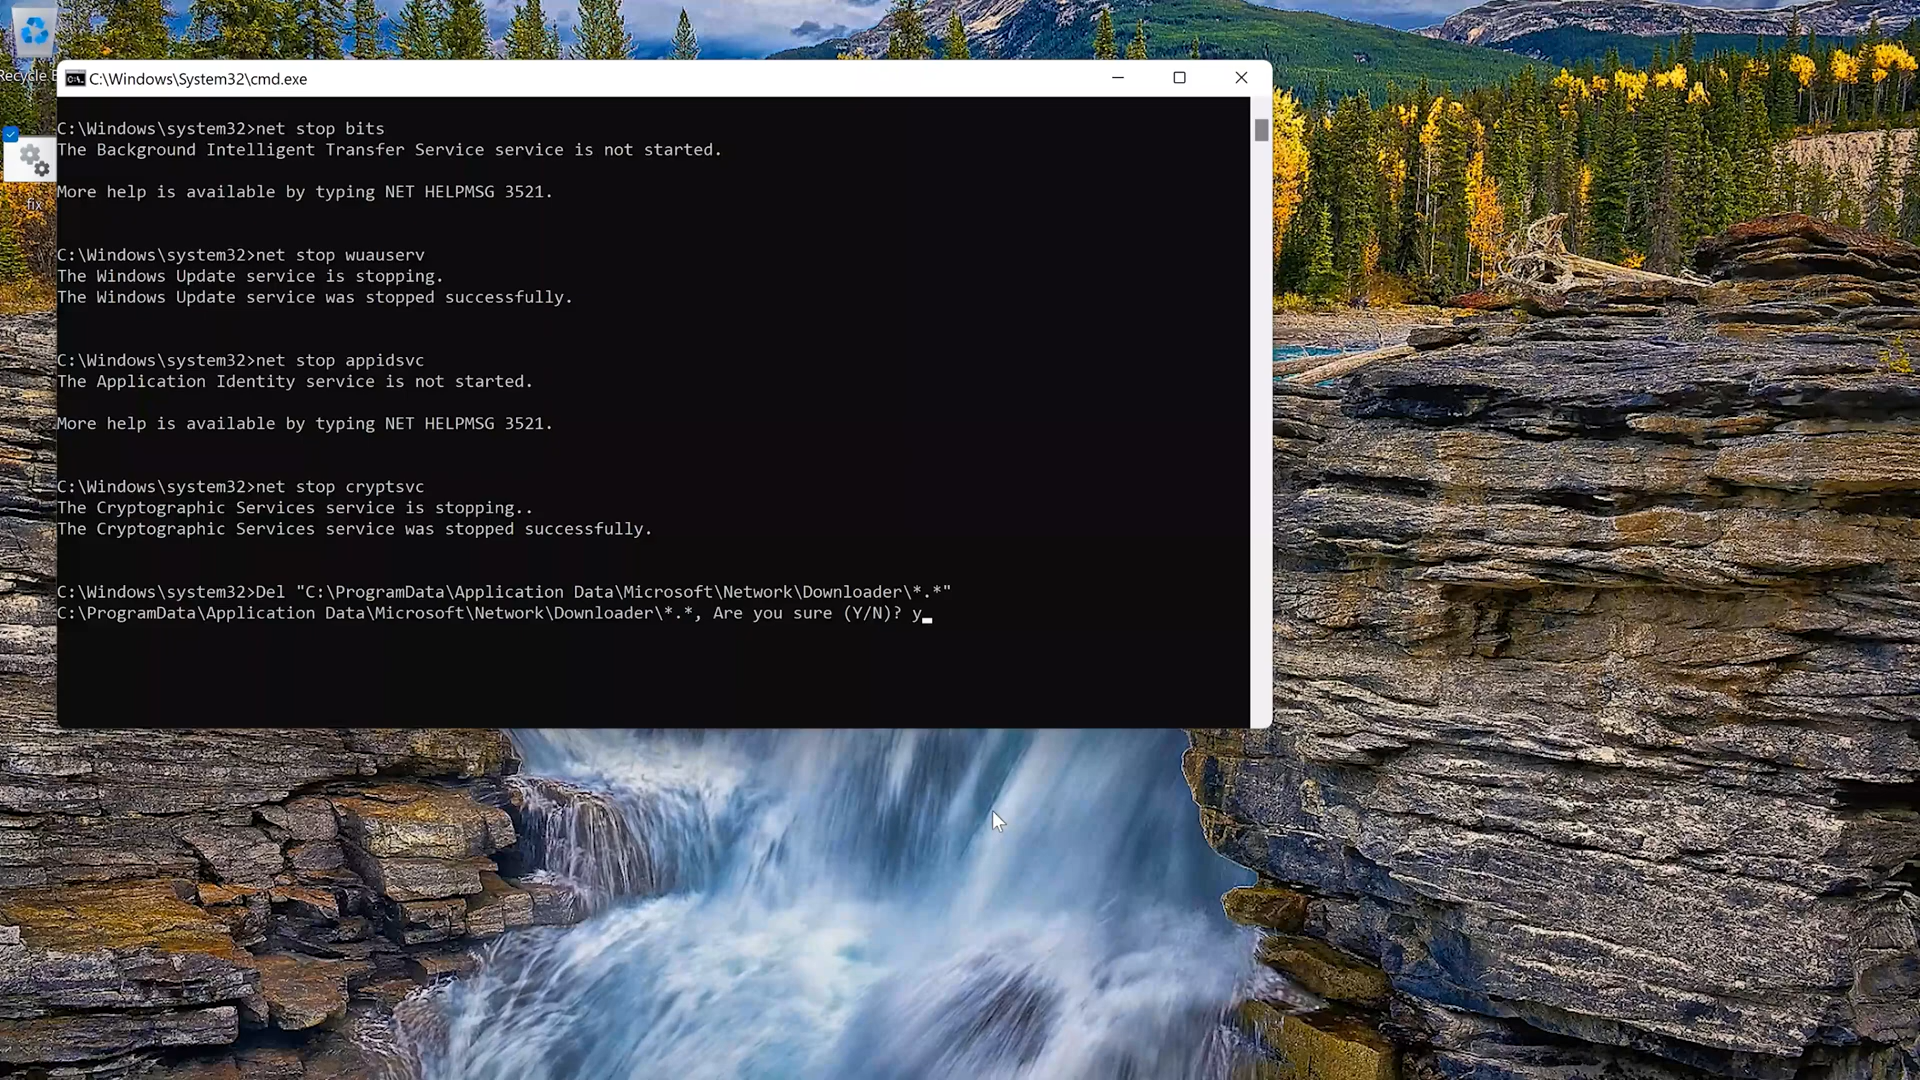 Recycle
C:\Windows\System32\cmd.exe
fix
C:\Windows\system32>net stop bits
The Background Intelligent Transfer Service service is not started.
More help is available by typing NET HELPMSG 3521.
C:\Windows\system32>net stop wuauserv
The Windows Update service is stopping.
The Windows Update service was stopped successfully.
C:\Windows\system32>net stop appidsvc
The Application Identity service is not started.
More help is available by typing NET HELPMSG 3521.
C:\Windows\system32>net stop cryptsvc
The Cryptographic Services service is stopping..
The Cryptographic Services service was stopped successfully.
C:\Windows\system32>Del "C:\ProgramData\Application Data\Microsoft\Network\Downloader\*.*"
C:\ProgramData\Application Data\Microsoft\Network\Downloader\*.*, Are you sure (Y/N)? y